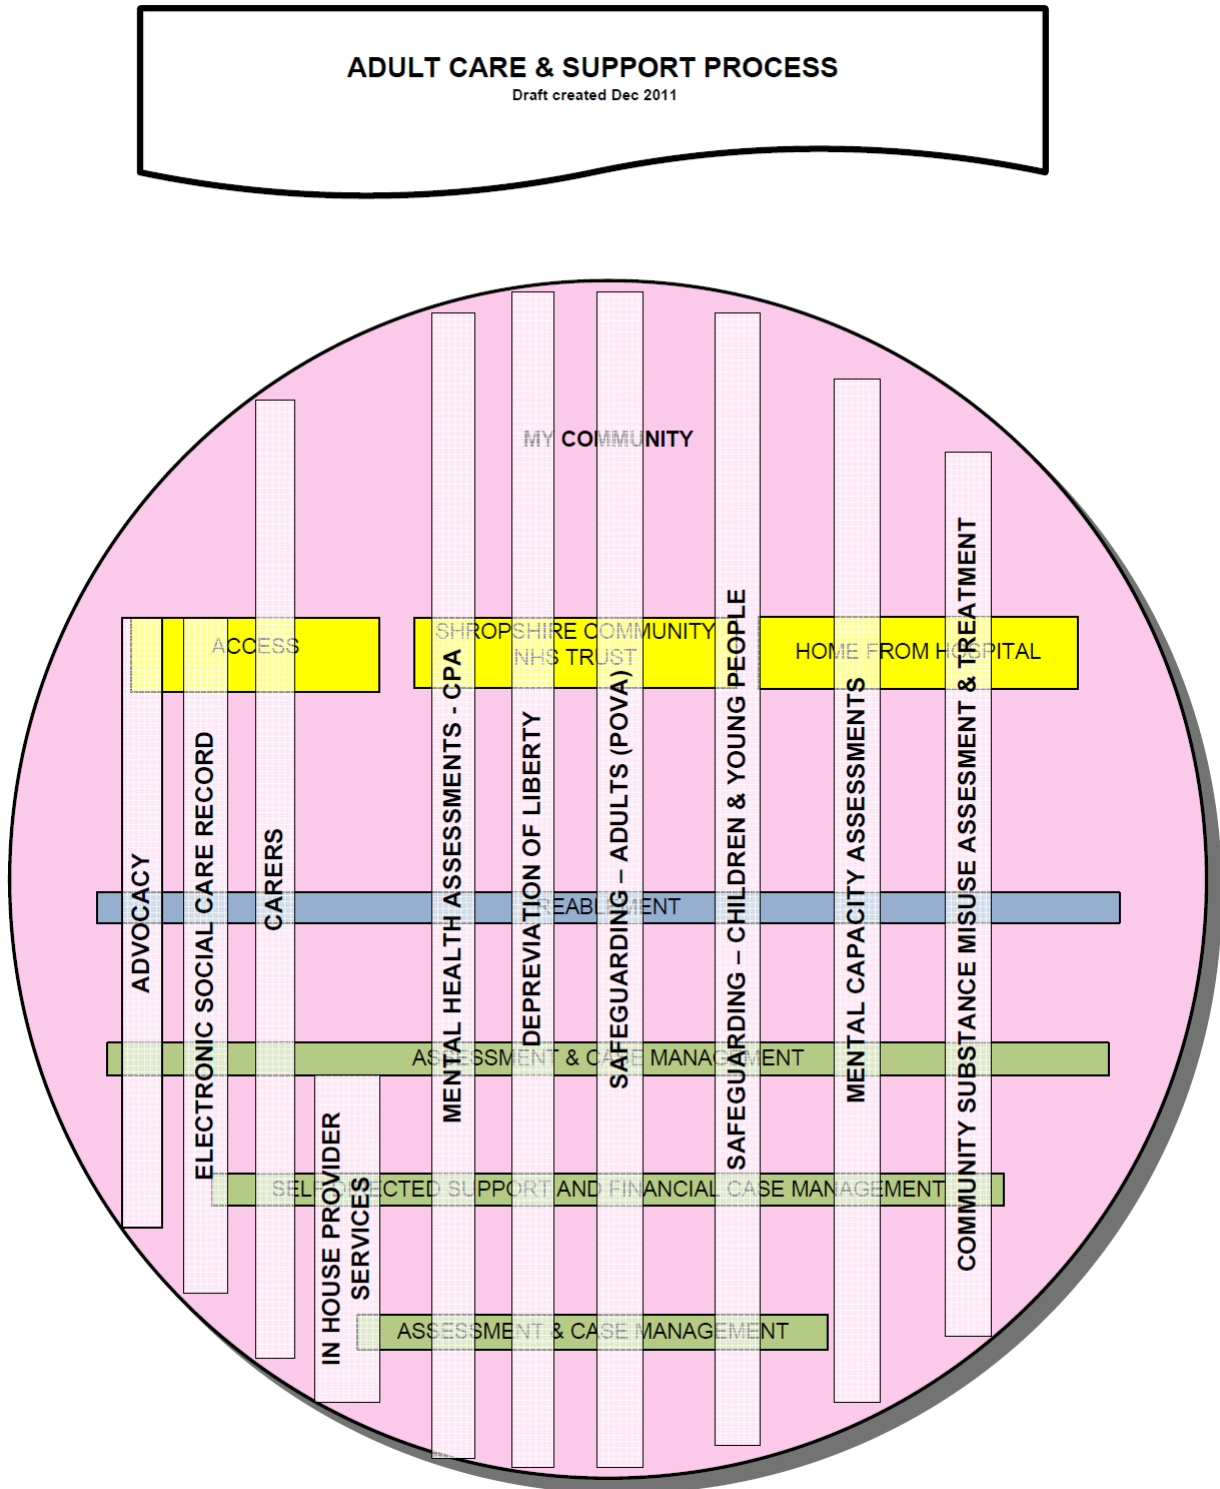 ADULT CARE & SUPPORT PROCESS
Draft created Dec 2011
MY COMMUNITY
ACCESS
SHROPSHIRE COMMUNITY
NHS TRUST
HOME FROM HOSPITAL
REABLEMENT
ASSESSMENT & CASE MANAGEMENT
SELF DIRECTED SUPPORT AND FINANCIAL CASE MANAGEMENT
ASSESSMENT & CASE MANAGEMENT
ADVOCACY
ELECTRONIC SOCIAL CARE RECORD
CARERS
IN HOUSE PROVIDER
SERVICES
MENTAL HEALTH ASSESSMENTS - CPA
DEPREVIATION OF LIBERTY
SAFEGUARDING – ADULTS (POVA)
SAFEGUARDING – CHILDREN & YOUNG PEOPLE
MENTAL CAPACITY ASSESSMENTS
COMMUNITY SUBSTANCE MISUSE ASSESMENT & TREATMENT